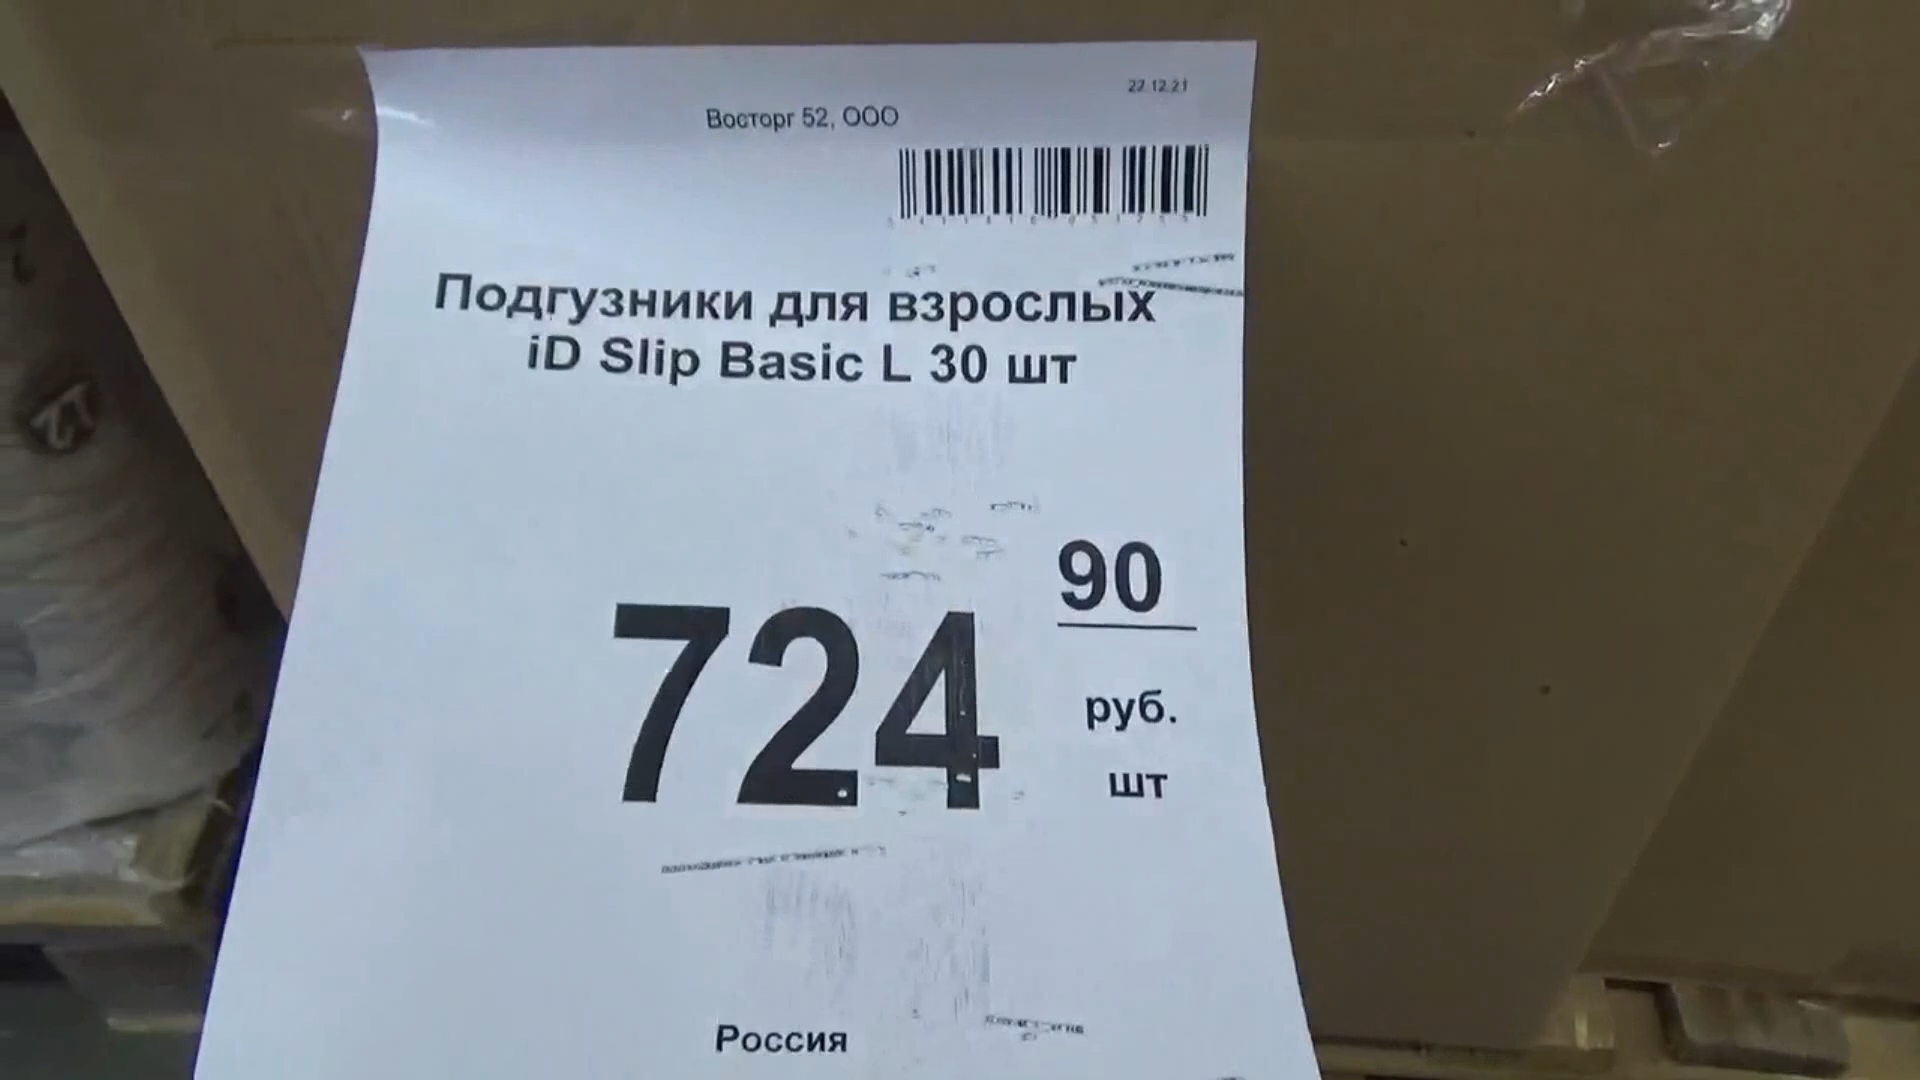 22.12.21
Восторг 52, ООО
Подгузники для взрослых
iD Slip Basic L 30 шт
724 90
руб.
шт
Россия